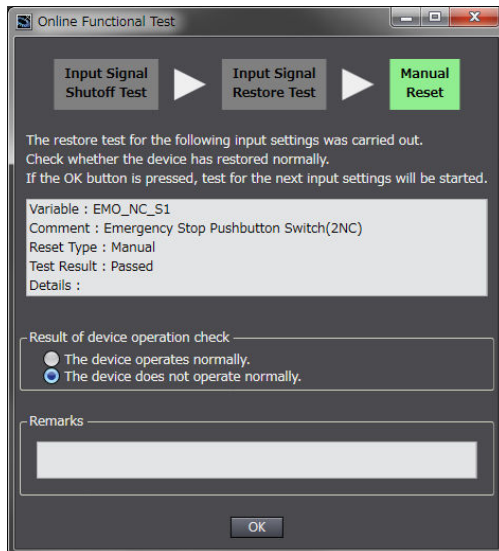 Online Functional Test
Input Signal
Shutoff Test
Input Signal
Restore Test
Manual
Reset
The restore test for the following input settings was carried out.
Check whether the device has restored normally.
If the OK button is pressed, test for the next input settings will be started.
Variable : EMO_NC_S1
Comment : Emergency Stop Pushbutton Switch(2NC)
Reset Type : Manual
Test Result : Passed
Details :
Result of device operation check
The device operates normally.
The device does not operate normally.
Remarks
OK